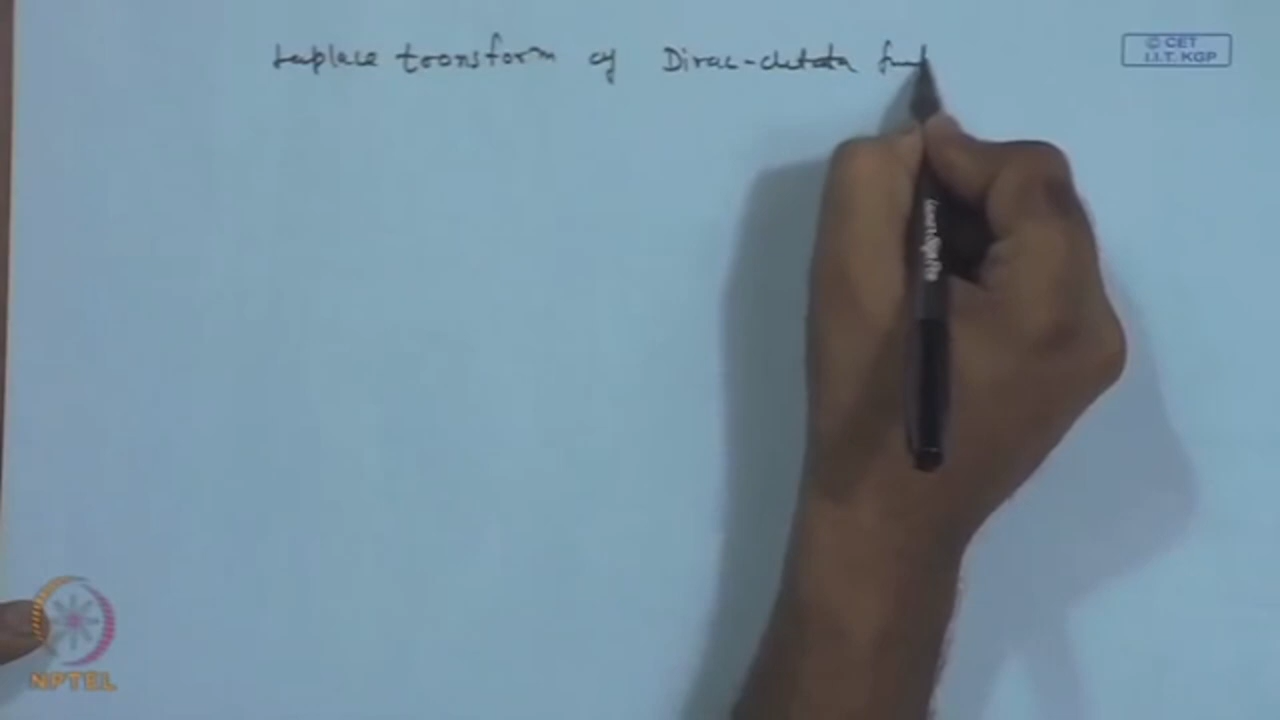 Laplace transform of Dirac-delta
© CET
I.I.T. KGP
NPTEL